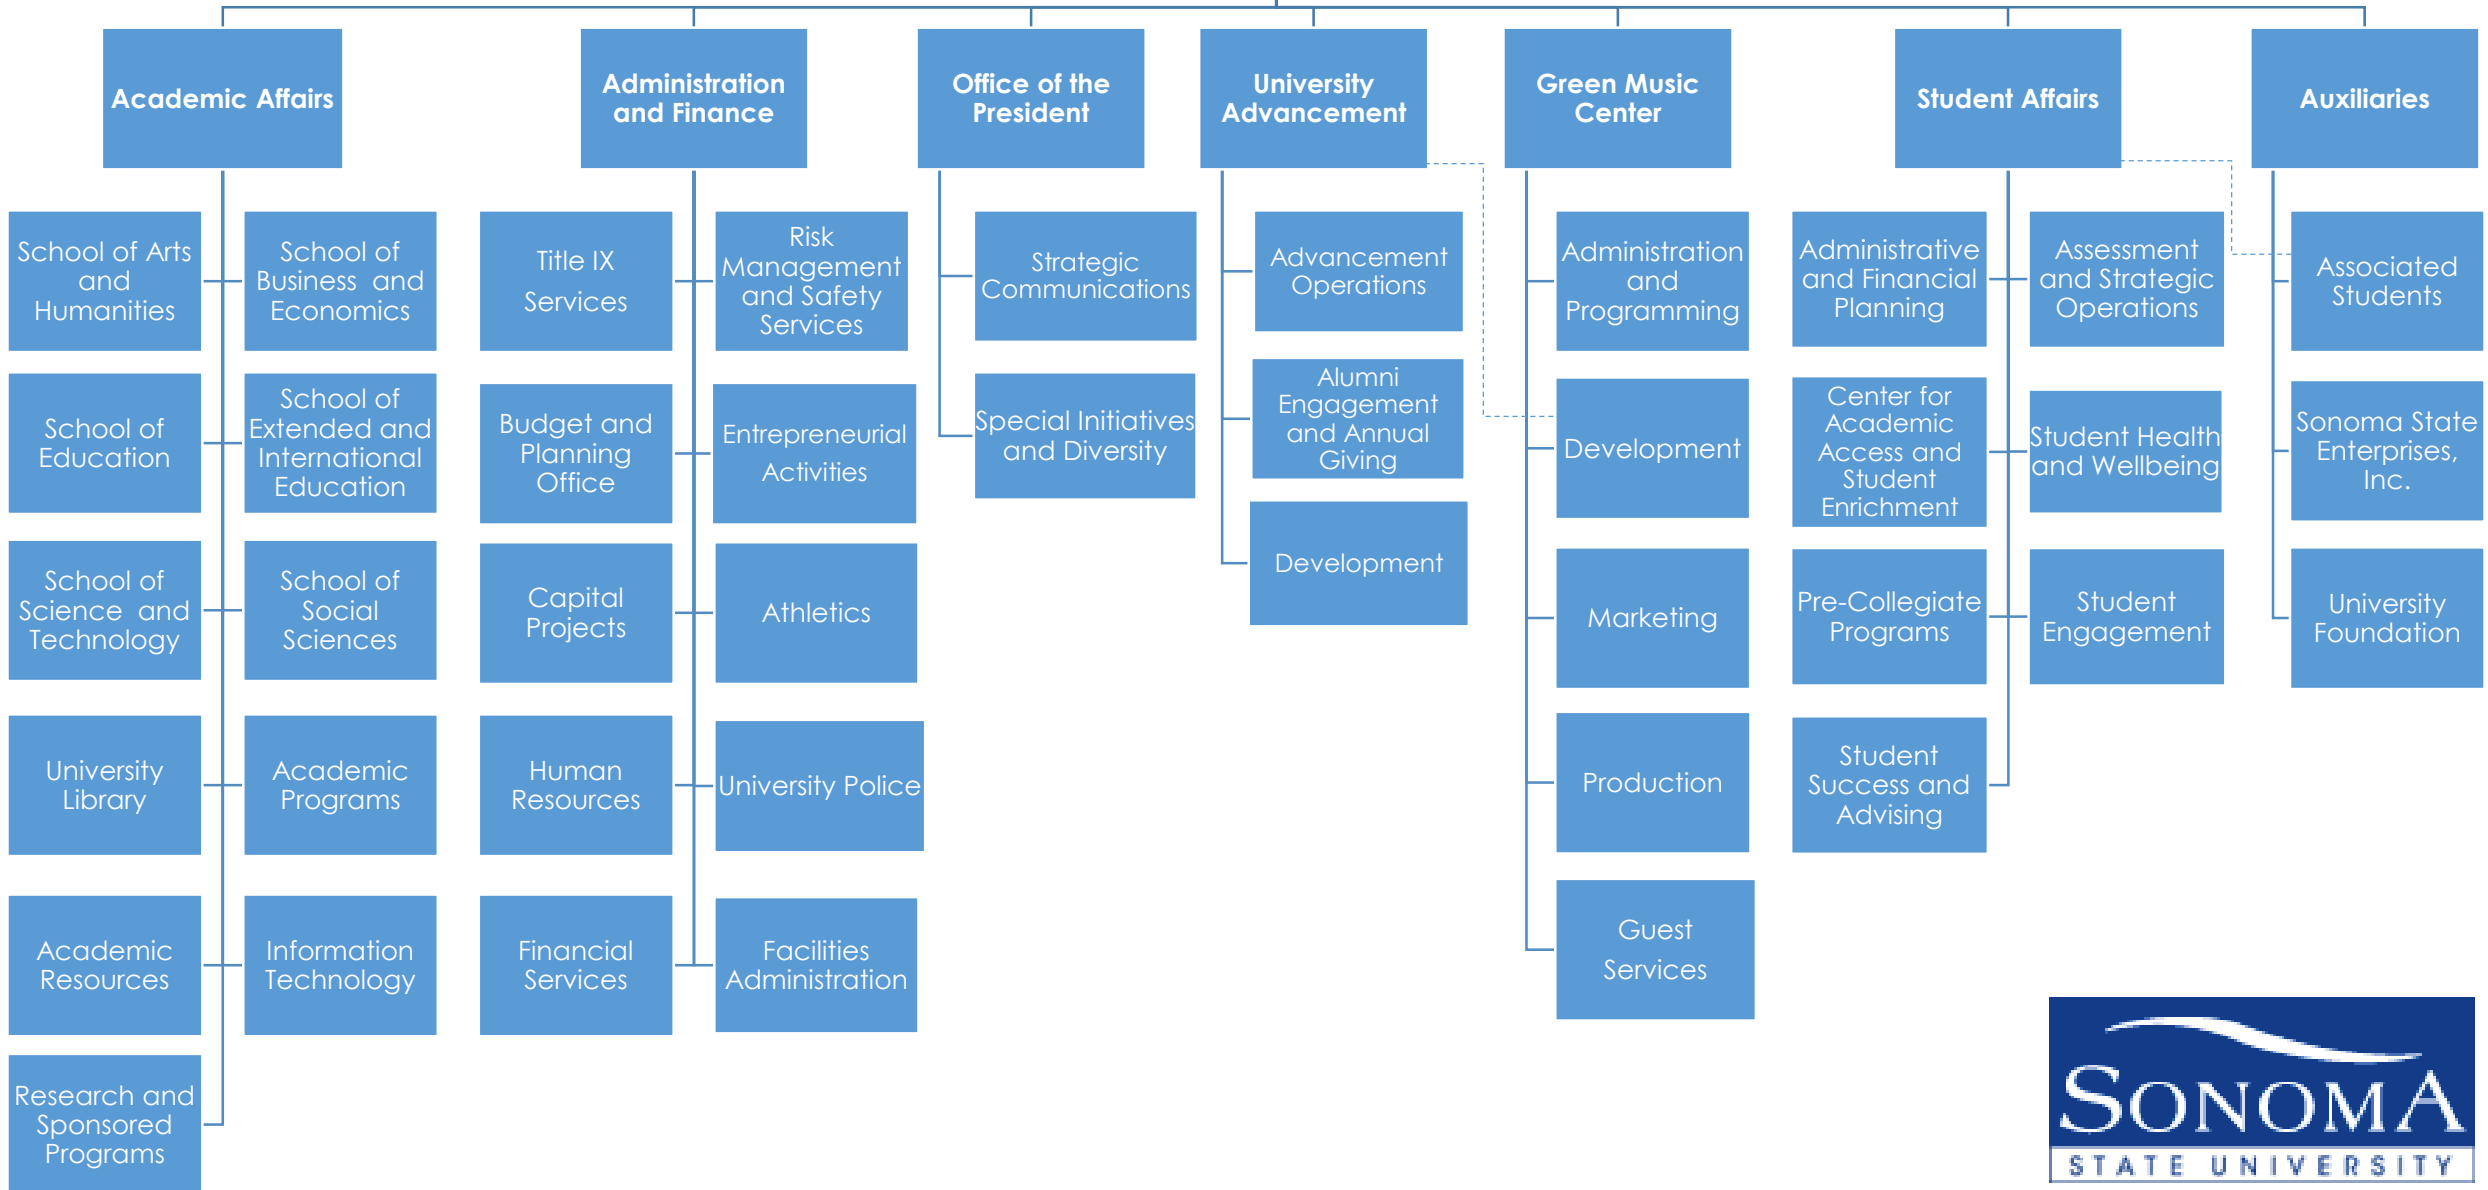 Academic Affairs
Administration
and Finance
Office of the
President
University
Advancement
Green Music
Center
Student Affairs
Auxiliaries
School of Arts
and
Humanities
School of
Business and
Economics
School of
Education
School of
Extended and
International
Education
School of
Science and
Technology
School of
Social
Sciences
University
Library
Academic
Programs
Academic
Resources
Information
Technology
Research and
Sponsored
Programs
Title IX
Services
Risk
Management
and Safety
Services
Budget and
Planning
Office
Entrepreneurial
Activities
Capital
Projects
Athletics
Human
Resources
University Police
Financial
Services
Facilities
Administration
Strategic
Communications
Special Initiatives
and Diversity
Advancement
Operations
Alumni
Engagement
and Annual
Giving
Development
Administration
and
Programming
Development
Marketing
Production
Guest
Services
Administrative
and Financial
Planning
Assessment
and Strategic
Operations
Center for
Academic
Access and
Student
Enrichment
Student Health
and Wellbeing
Pre-Collegiate
Programs
Student
Engagement
Student
Success and
Advising
Associated
Students
Sonoma State
Enterprises,
Inc.
University
Foundation
SONOMA
STATE UNIVERSITY